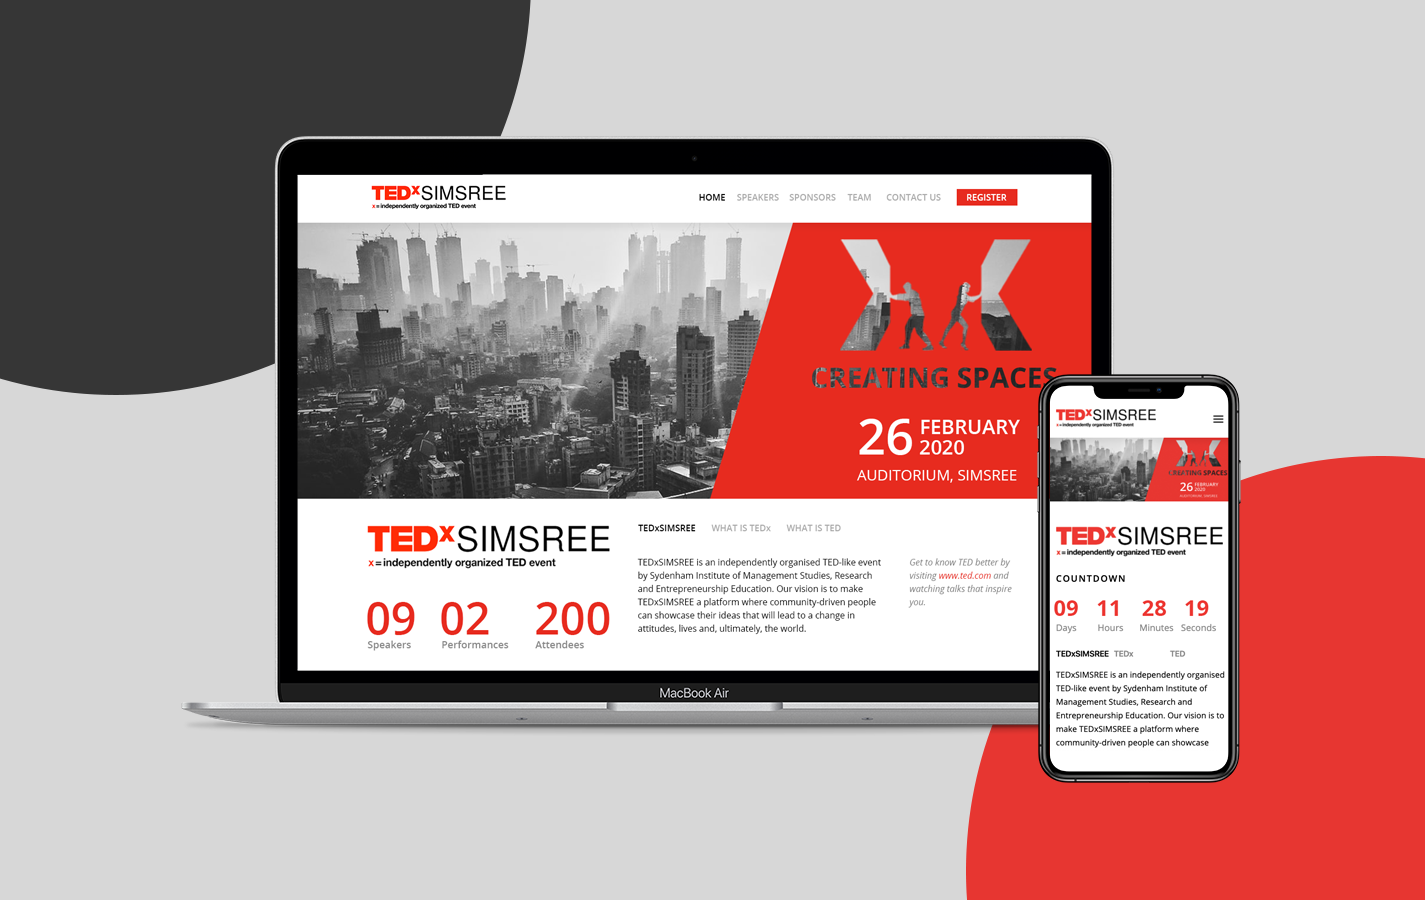 TEDxSIMSREE
x = independently organized TED event
HOME SPEAKERS SPONSORS TEAM CONTACT US REGISTER
CREATING SPACES
26 FEBRUARY
2020
AUDITORIUM, SIMSREE
TEDxSIMSREE
x = independently organized TED event
09 02 200
Speakers Performances Attendees
TEDxSIMSREE WHAT IS TEDx WHAT IS TED
TEDxSIMSREE is an independently organised TED-like event
by Sydenham Institute of Management Studies, Research
and Entrepreneurship Education. Our vision is to make
TEDxSIMSREE a platform where community-driven people
can showcase their ideas that will lead to a change in
attitudes, lives and, ultimately, the world.
Get to know TED better by
visiting www.ted.com and
watching talks that inspire
you.
MacBook Air
TEDxSIMSREE
x = independently organized TED event
CREATING SPACES
26 FEBRUARY
2020
AUDITORIUM, SIMSREE
TEDxSIMSREE
x = independently organized TED event
COUNTDOWN
09 11 28 19
Days Hours Minutes Seconds
TEDxSIMSREE TEDx TED
TEDxSIMSREE is an independently organised
TED-like event by Sydenham Institute of
Management Studies, Research and
Entrepreneurship Education. Our vision is to
make TEDxSIMSREE a platform where
community-driven people can showcase